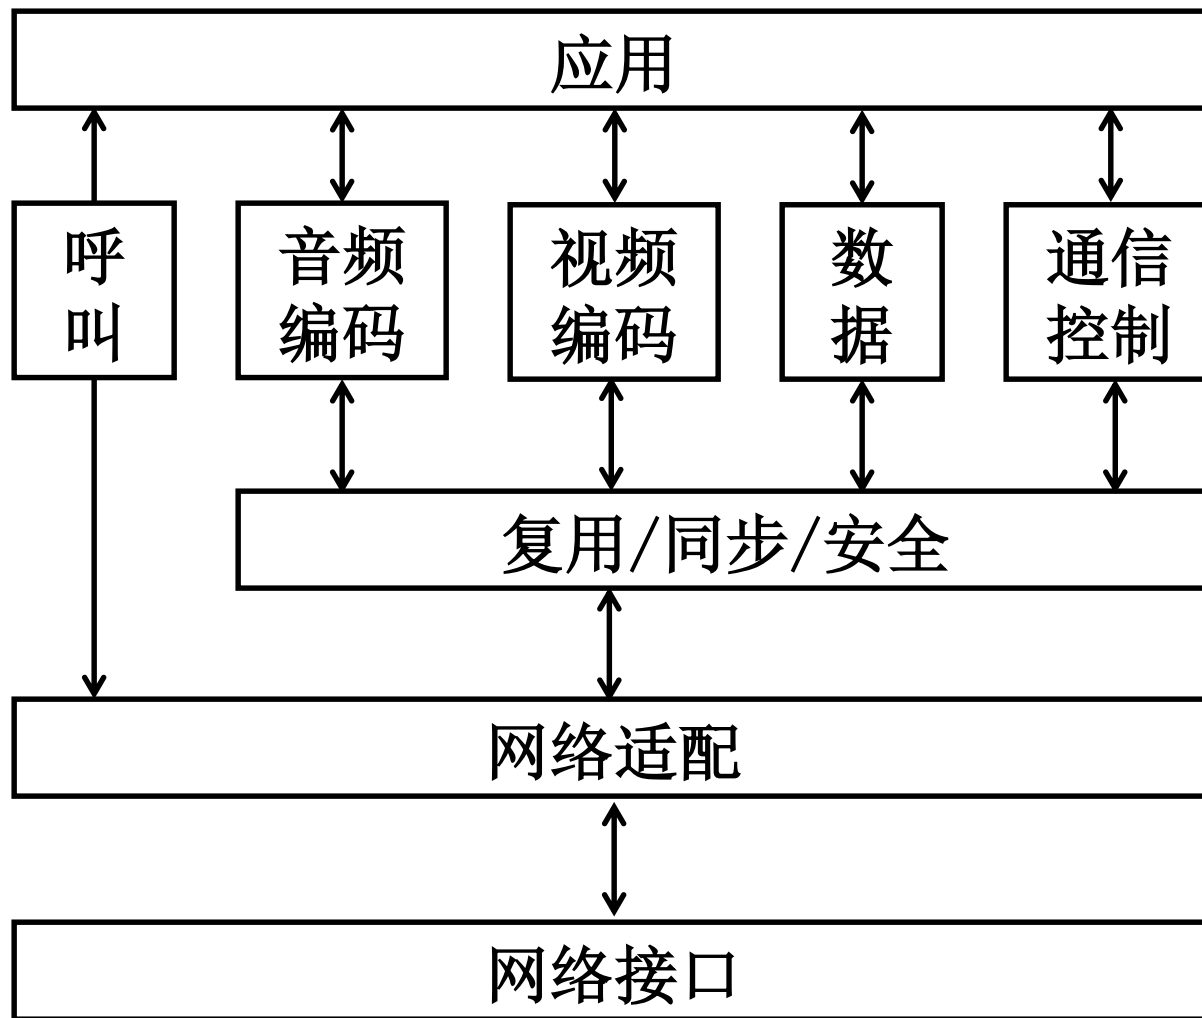 应用
呼
叫
音频
编码
视频
编码
数
据
通信
控制
复用/同步/安全
网络适配
网络接口